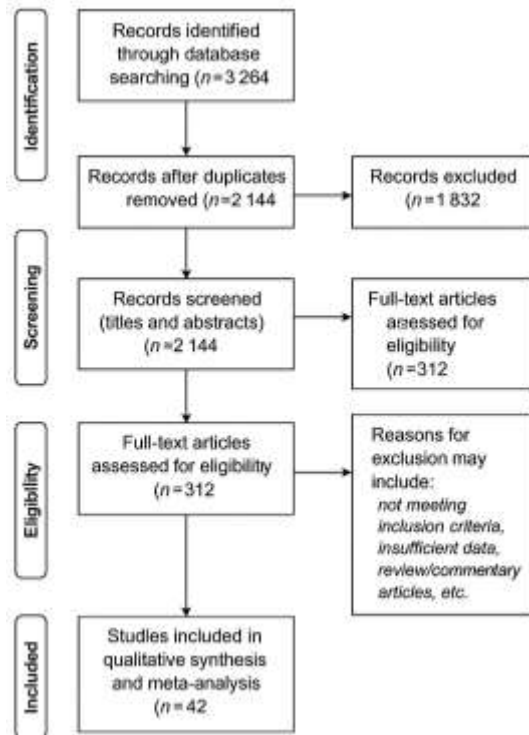 Identification
Records identified
through database
searching (n=3 264
Records after duplicates
removed (n=2 144
Records excluded
(n=1 832
Screening
Records screened
(titles and abstracts)
(n=2 144
Full-text articles
assessed for
eligibility
(n=312
Eligibility
Full-text articles
assessed for eligibility
(n=312
Reasons for
exclusion may
include:
not meeting
inclusion criteria,
insufficient data,
review/commentary
articles, etc.
Included
Studies included in
qualitative synthesis
and meta-analysis
(n=42